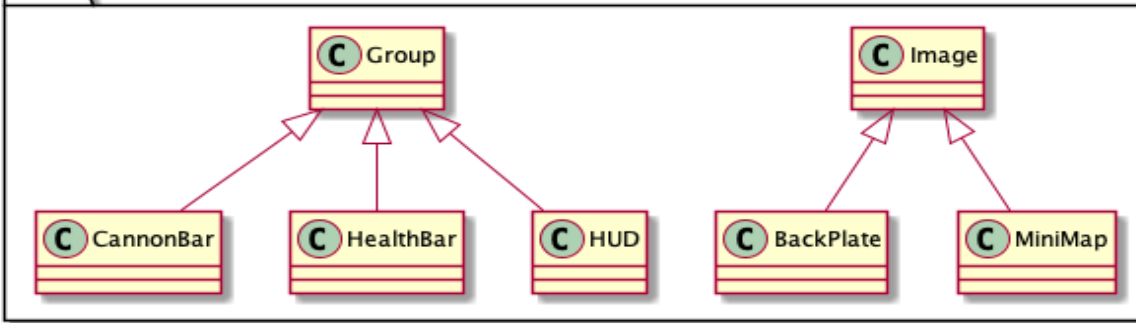 C Group
C Image
C CannonBar
C HealthBar
C HUD
C BackPlate
C MiniMap